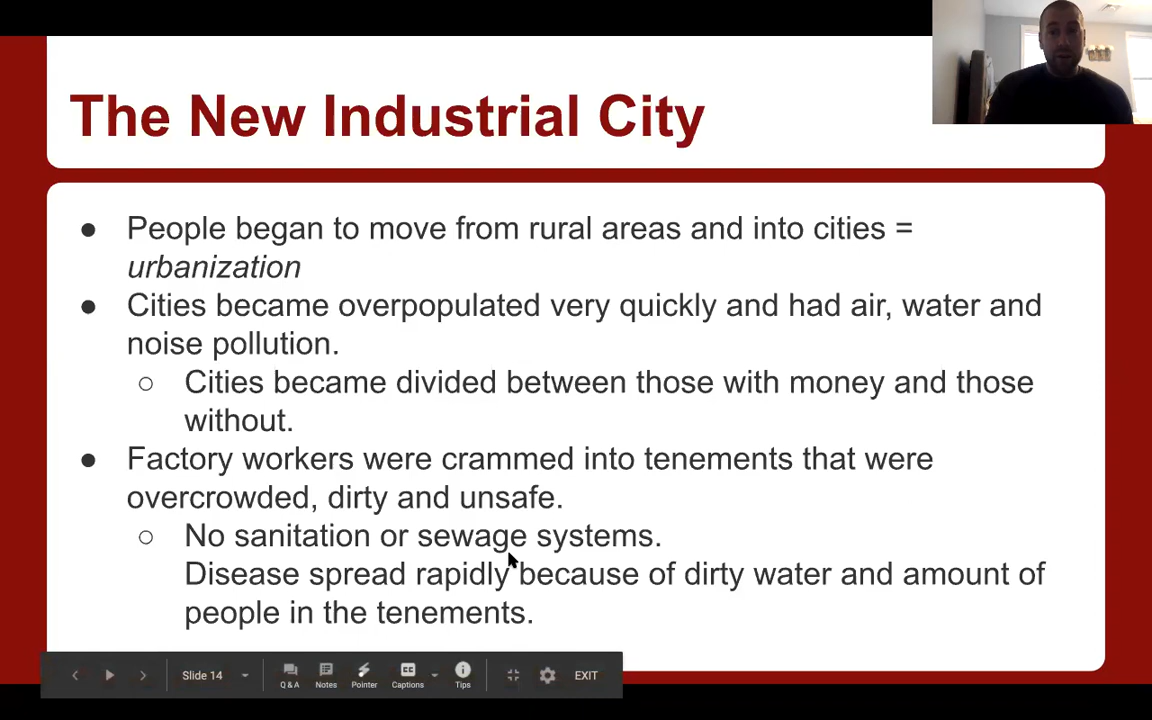 The New Industrial City
● People began to move from rural areas and into cities =
urbanization
● Cities became overpopulated very quickly and had air, water and
noise pollution.
○ Cities became divided between those with money and those
without.
● Factory workers were crammed into tenements that were
overcrowded, dirty and unsafe.
○ No sanitation or sewage systems.
Disease spread rapidly because of dirty water and amount of
people in the tenements.
Slide 14
Q & A
Notes
Pointer
CC
Captions
Tips
EXIT